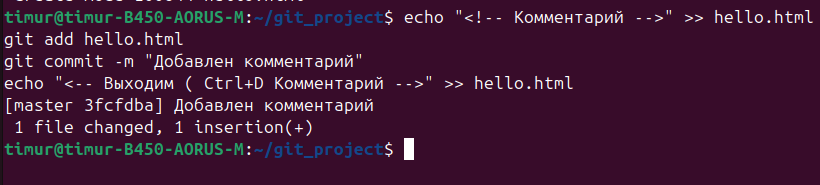 timur@timur-B450-AORUS-M:~/git_project$ echo "<!-- Комментарий -->" >> hello.html
git add hello.html
git commit -m "Добавлен комментарий"
echo "<-- Выходим ( Ctrl+D Комментарий -->" >> hello.html
[master 3fcfdba] Добавлен комментарий
 1 file changed, 1 insertion(+)
timur@timur-B450-AORUS-M:~/git_project$